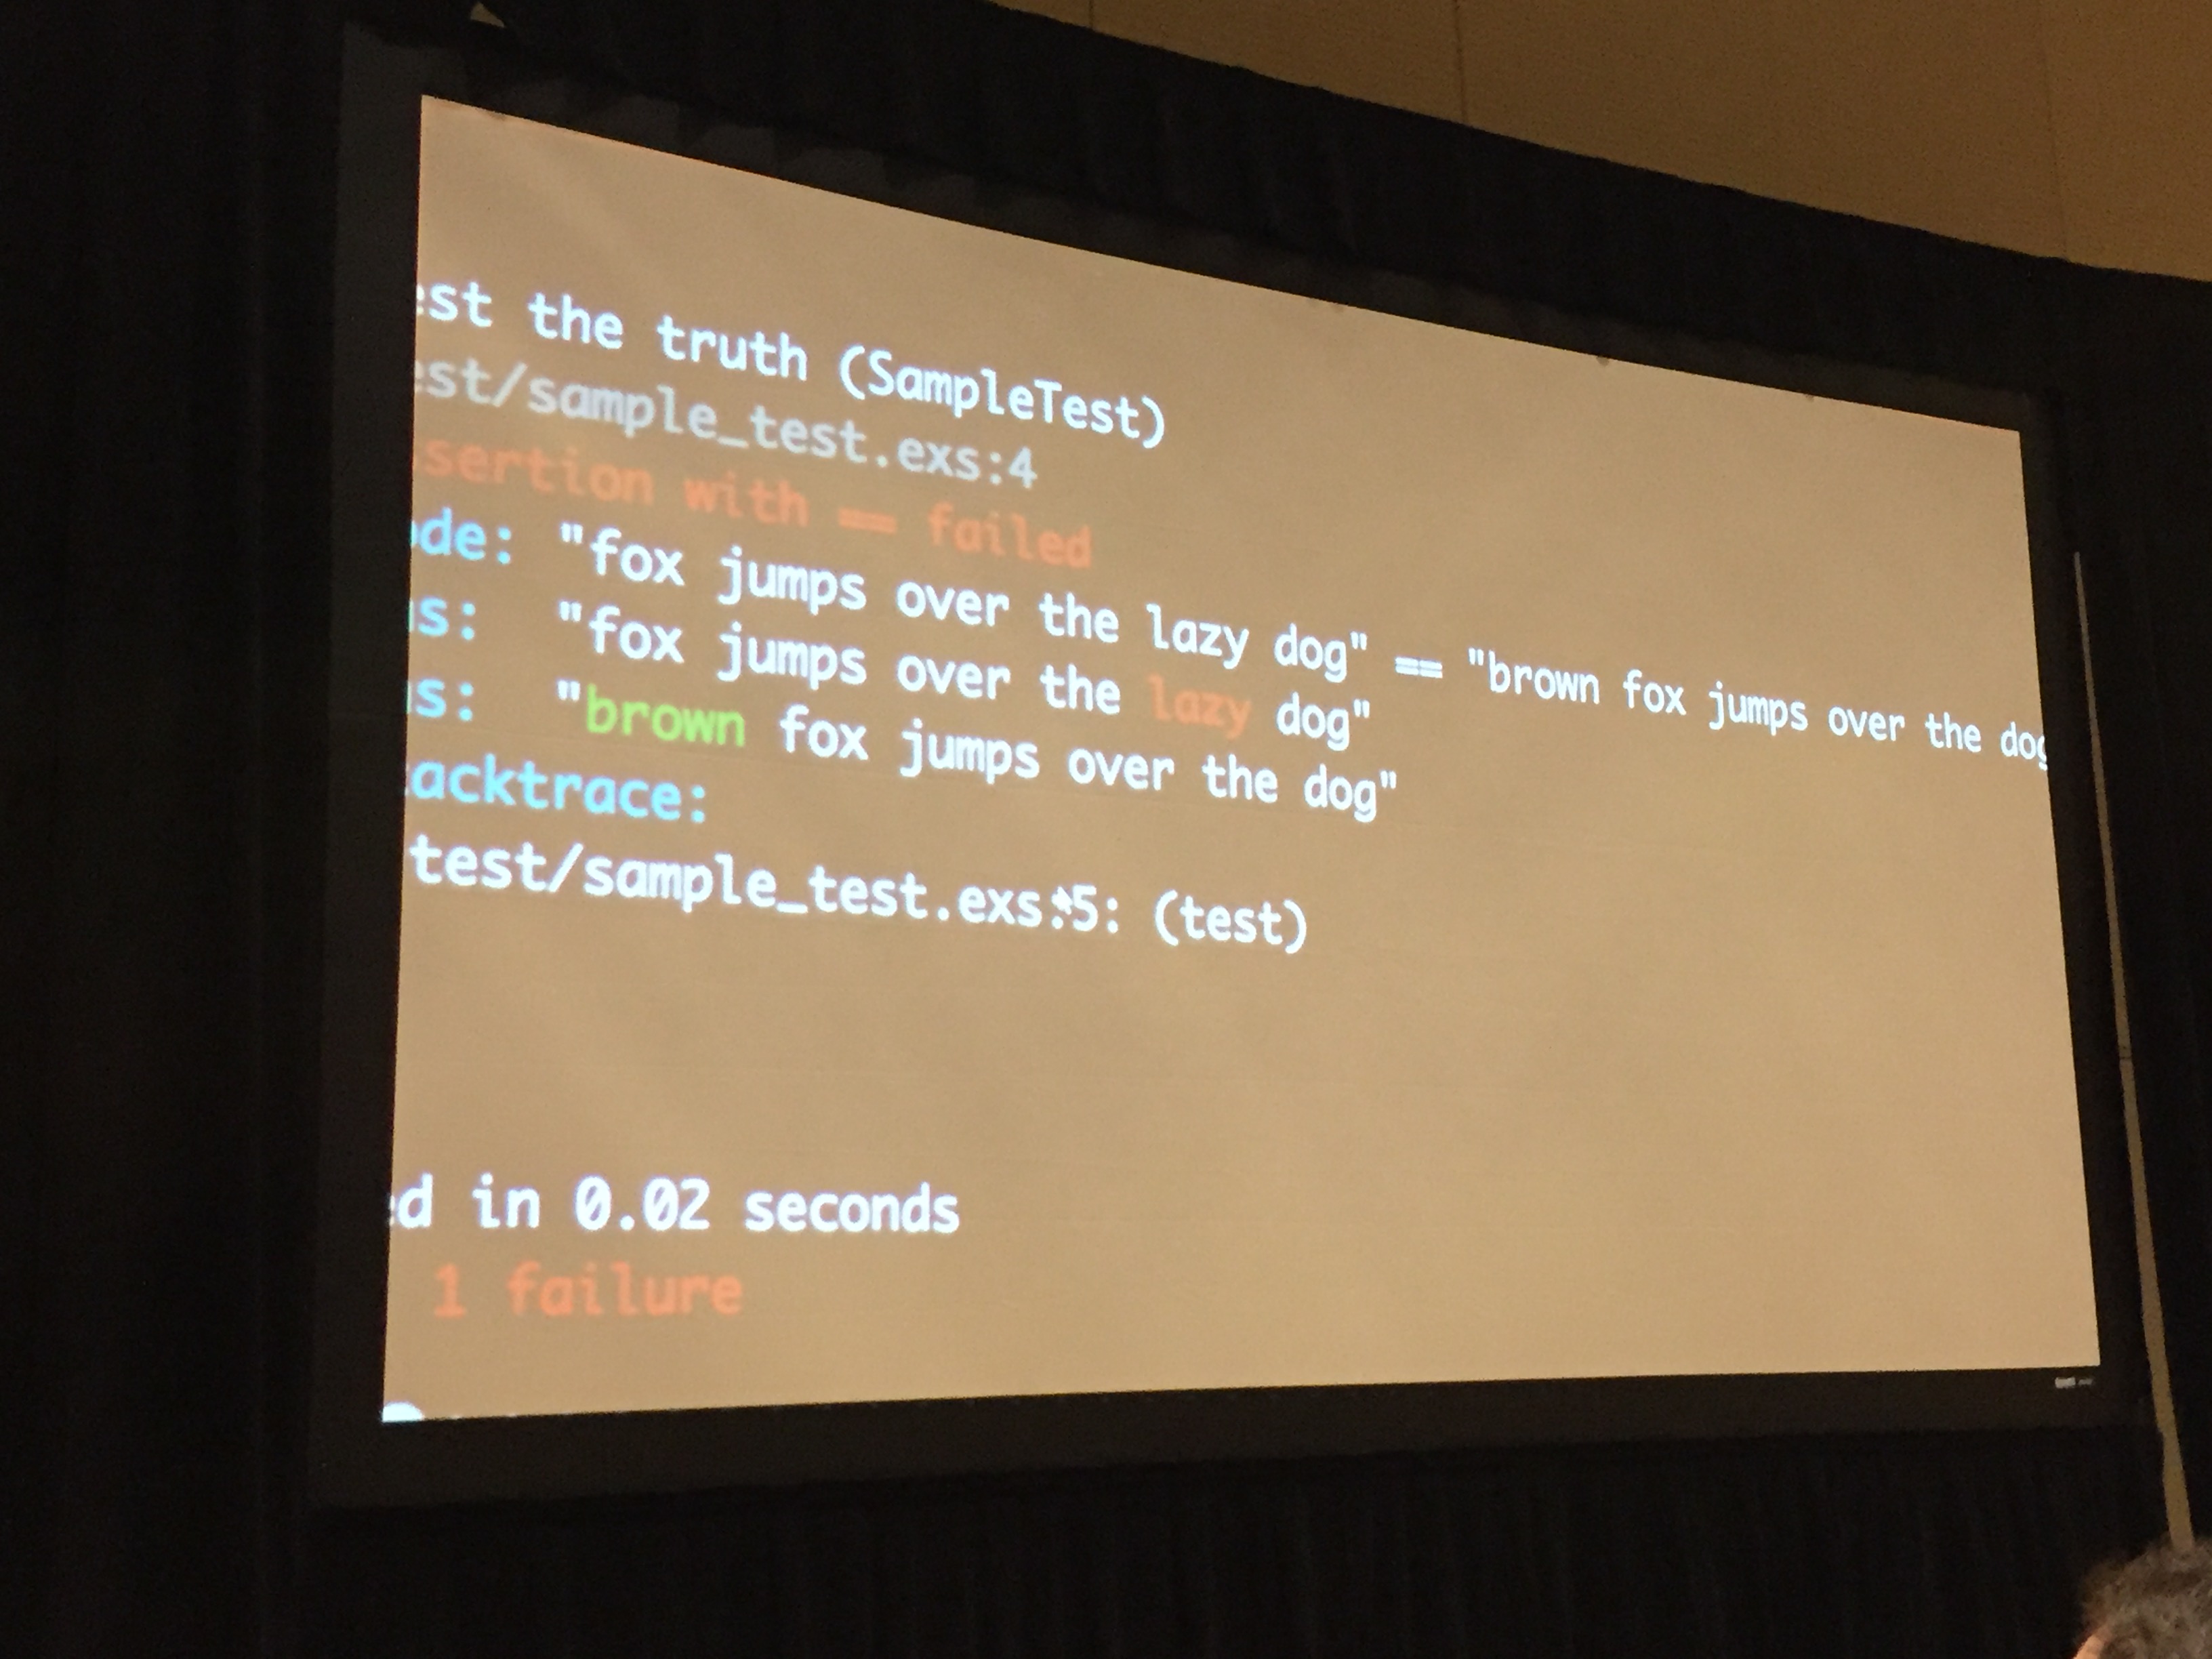 est the truth (SampleTest)
est/sample_test.exs:4
sertion with == failed
ode: "fox jumps over the lazy dog" == "brown fox jumps over the dog
s: "fox jumps over the lazy dog"
s: "brown fox jumps over the dog"
acktrace:
test/sample_test.exs:5: (test)
ed in 0.02 seconds
1 failure